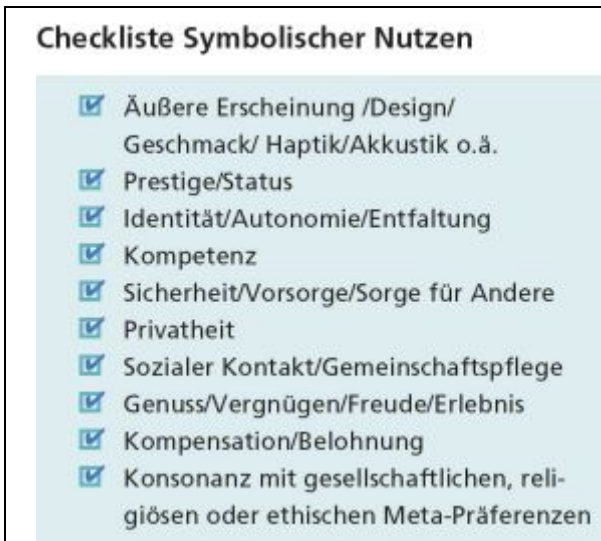 Checkliste Symbolischer Nutzen
Äußere Erscheinung /Design/
Geschmack/ Haptik/Akkustik o.ä.
Prestige/Status
Identität/Autonomie/Entfaltung
Kompetenz
Sicherheit/Vorsorge/Sorge für Andere
Privatheit
Sozialer Kontakt/Gemeinschaftspflege
Genuss/Vergnügen/Freude/Erlebnis
Kompensation/Belohnung
Konsonanz mit gesellschaftlichen, reli-
giösen oder ethischen Meta-Präferenzen